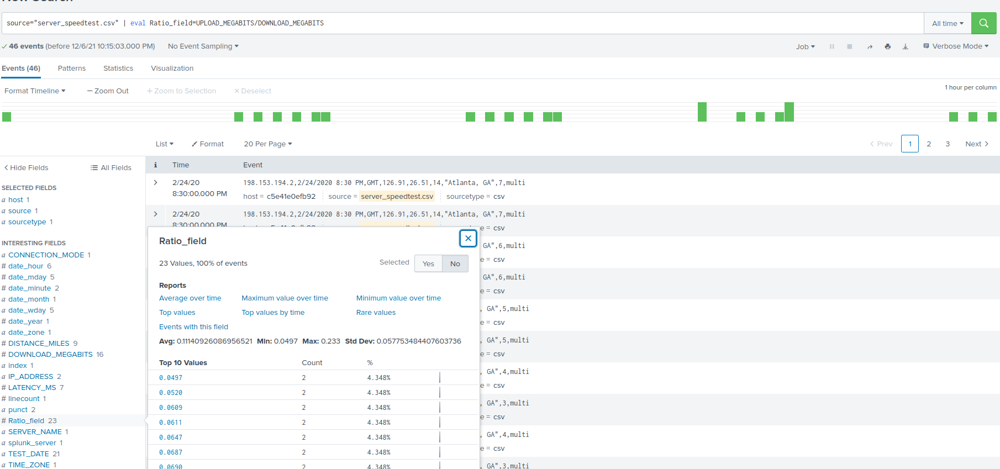 New Search
source="server_speedtest.csv" | eval Ratio_field=UPLOAD_MEGABITS/DOWNLOAD_MEGABITS
All time
46 events (before 12/6/21 10:15:03.000 PM)
No Event Sampling
Job
Verbose Mode
Events (46)
Patterns
Statistics
Visualization
Format Timeline
— Zoom Out
+ Zoom to Selection
× Deselect
1 hour per column
List
Format
20 Per Page
< Prev
1
2
3
Next >
< Hide Fields
All Fields
i
Time
Event
SELECTED FIELDS
a host 1
a source 1
a sourcetype 1
INTERESTING FIELDS
a CONNECTION_MODE 1
# date_hour 6
# date_mday 5
# date_minute 2
a date_month 1
a date_wday 5
# date_year 1
a date_zone 1
# DISTANCE_MILES 9
# DOWNLOAD_MEGABITS 16
a index 1
a IP_ADDRESS 2
# LATENCY_MS 7
# linecount 1
a punct 2
# Ratio_field 23
a SERVER_NAME 1
a splunk_server 1
a TEST_DATE 21
a TIME_ZONE 1
> 2/24/20
8:30:00.000 PM
198.153.194.2,2/24/2020 8:30 PM,GMT,126.91,26.51,14,"Atlanta, GA",7,multi
host = c5e41e0efb92
source = server_speedtest.csv
sourcetype = csv
> 2/24/20
8:30:00.000 PM
198.153.194.2,2/24/2020 8:30 PM,GMT,126.91,26.51,14,"Atlanta, GA",7,multi
e = csv
GA",6,multi
e = csv
GA",6,multi
e = csv
, GA",5,multi
e = csv
, GA",5,multi
e = csv
, GA",4,multi
e = csv
, GA",3,multi
e = csv
, GA",4,multi
e = csv
, GA",3,multi
Ratio_field
×
23 Values, 100% of events
Selected
Yes
No
Reports
Average over time
Maximum value over time
Minimum value over time
Top values
Top values by time
Rare values
Events with this field
Avg: 0.11140926086956521 Min: 0.0497 Max: 0.233 Std Dev: 0.057753484407603736
Top 10 Values
Count
%
0.0497 2 4.348%
0.0520 2 4.348%
0.0609 2 4.348%
0.0611 2 4.348%
0.0647 2 4.348%
0.0687 2 4.348%
0.0690 2 4.348%